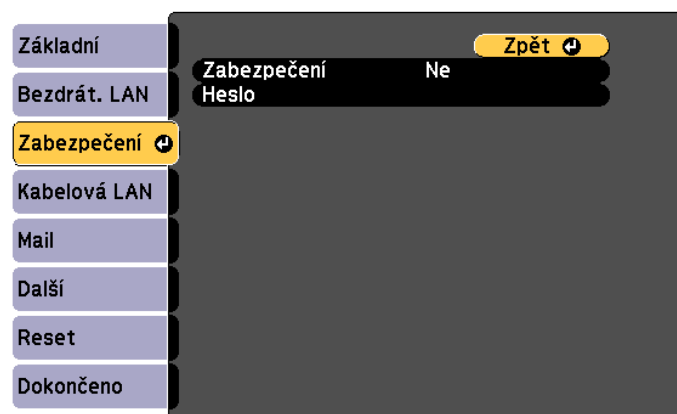 Základní
Bezdrát. LAN
Zabezpečení
Kabelová LAN
Mail
Další
Reset
Dokončeno
Zpět
Zabezpečení Ne
Heslo